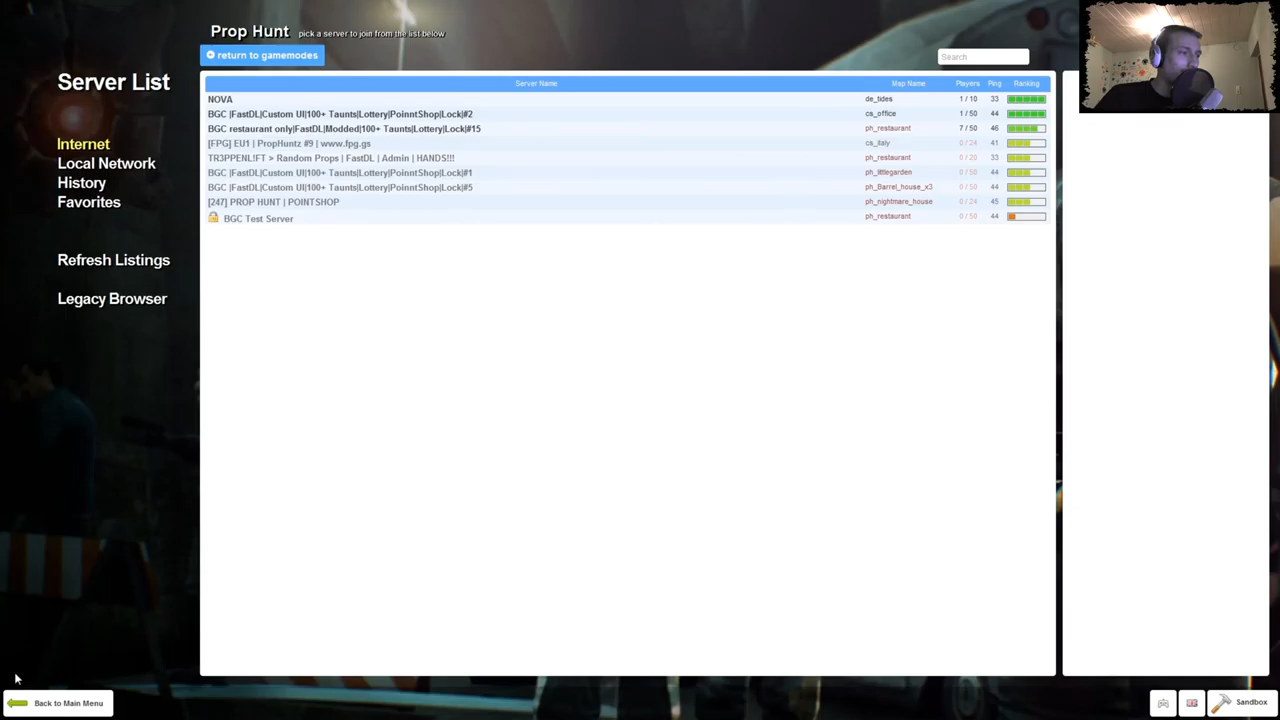 Prop Hunt pick a server to join from the list below
return to gamemodes
Search
Server List
Internet
Local Network
History
Favorites
Refresh Listings
Legacy Browser
Server Name Map Name Players Ping Ranking
NOVA de_tides 1 / 10 33
BGC |FastDL|Custom UI|100+ Taunts|Lottery|PoinntShop|Lock|#2 cs_office 1 / 50 44
BGC restaurant only|FastDL|Modded|100+ Taunts|Lottery|Lock|#15 ph_restaurant 7 / 50 46
[FPG] EU1 | PropHuntz #9 | www.fpg.gs cs_italy 0 / 24 41
TR3PPENL!FT > Random Props | FastDL | Admin | HANDS!!! ph_restaurant 0 / 20 33
BGC |FastDL|Custom UI|100+ Taunts|Lottery|PoinntShop|Lock|#1 ph_littlegarden 0 / 50 44
BGC |FastDL|Custom UI|100+ Taunts|Lottery|PoinntShop|Lock|#5 ph_Barrel_house_x3 0 / 50 44
[247] PROP HUNT | POINTSHOP ph_nightmare_house 0 / 24 45
BGC Test Server ph_restaurant 0 / 50 44
Back to Main Menu
Sandbox